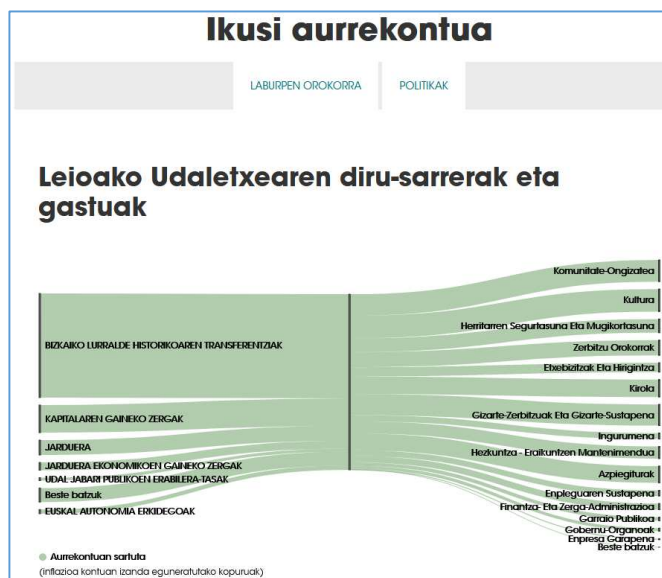 Ikusi aurrekontua
LABURPEN OROKORRA
POLITIKAK
Leioako Udaletxearen diru-sarrerak eta
gastuak
BIZKAIKO LURRALDE HISTORIKOAREN TRANSFERENTZIAK
KAPITALAREN GAINEKO ZERGAK
JARDUERA
JARDUERA EKONOMIKOEN GAINEKO ZERGAK
UDAL JABARI PUBLIKOEN ERABILERA-TASAK
Beste batzuk
EUSKAL AUTONOMIA ERKIDEGOAK
Komunitate-Ongizatea
Kultura
Herritarren Segurtasuna Eta Mugikortasuna
Zerbitzu Orokorrak
Etxebizitzak Eta Hirigintza
Kirola
Gizarte-Zerbitzuak Eta Gizarte-Sustapena
Ingurumena
Hezkuntza - Eraikuntzen Mantenimendua
Azpiegiturak
Enpleguaren Sustapena
Finantza- Eta Zerga-Administrazioa
Garraio Publikoa
Gobernu-Organoak
Enpresa Garapena
Beste batzuk
Aurrekontuan sartuta
(inflazioa kontuan izanda eguneratutako kopuruak)